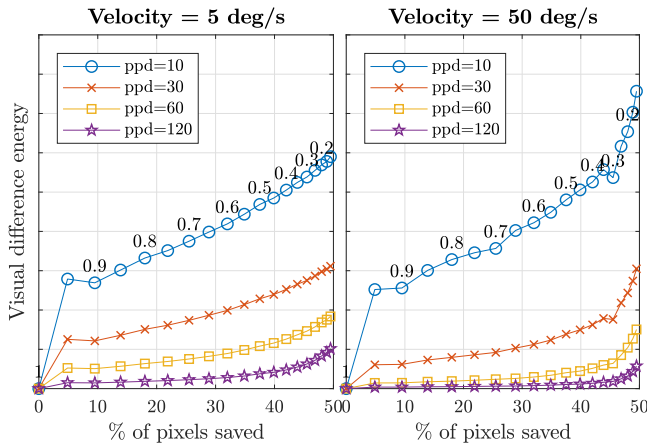 Velocity = 5 deg/s
Velocity = 50 deg/s
Visual difference energy
ppd=10
ppd=30
ppd=60
ppd=120
1
0.9
0.8
0.7
0.6
0.5
0.4
0.3
0.2
0 10 20 30 40 50
% of pixels saved
ppd=10
ppd=30
ppd=60
ppd=120
1
0.9
0.8
0.7
0.6
0.5
0.4
0.3
0.2
0 10 20 30 40 50
% of pixels saved